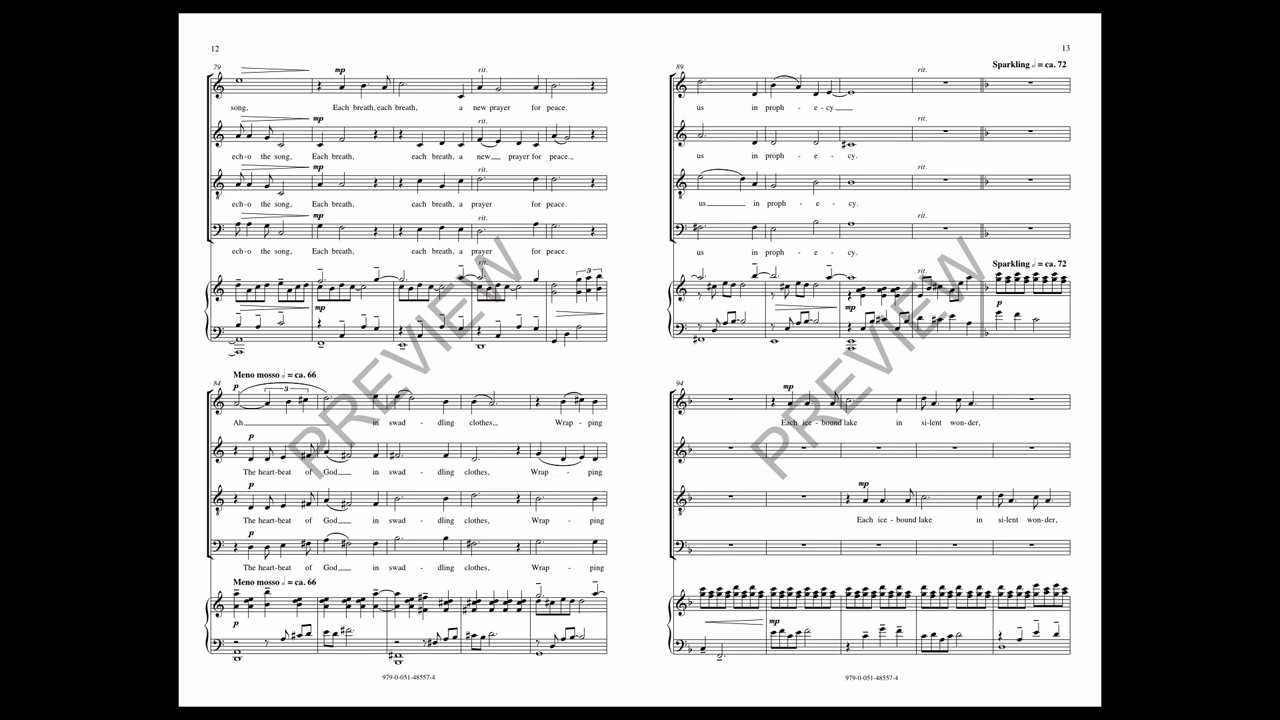 12
79
mp
rit.
song, Each breath, each breath, a new prayer for peace.
mp
rit.
ech-o the song, Each breath, each breath, a new prayer for peace.
mp
rit.
ech-o the song, Each breath, each breath, a prayer for peace.
mp
rit.
ech-o the song, Each breath, each breath, a prayer for peace.
rit.
3
mp
Meno mosso = ca. 66
84
p
3
Ah in swad - dling clothes, Wrap - ping
p
The heart-beat of God in swad - dling clothes, Wrap - ping
p
The heart-beat of God in swad - dling clothes, Wrap - ping
p
The heart-beat of God in swad - dling clothes, Wrap - ping
Meno mosso = ca. 66
p
979-0-051-48557-4
PREVIEW
13
Sparkling = ca. 72
89
rit.
us in proph - e - cy.
rit.
us in proph - e - cy.
rit.
us in proph - e - cy.
rit.
us in proph - e - cy.
Sparkling = ca. 72
rit.
mp
p
94
mp
Each ice - bound lake in si-lent won-der,
mp
Each ice - bound lake in si-lent won-der,
mp
979-0-051-48557-4
PREVIEW